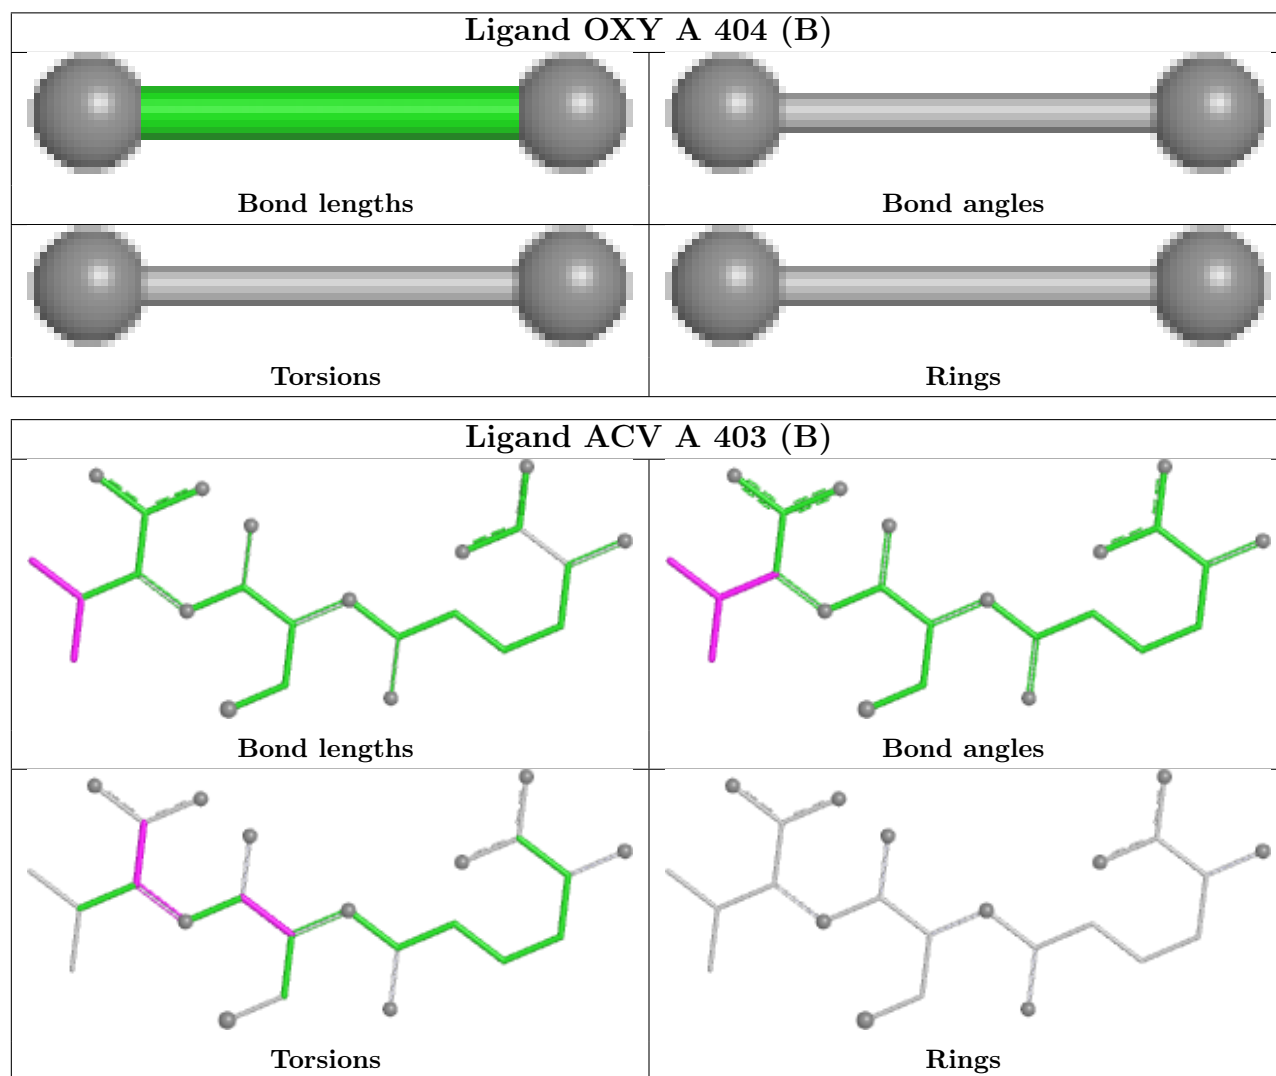 Ligand OXY A 404 (B)
Bond lengths
Bond angles
Torsions
Rings
Ligand ACV A 403 (B)
Bond lengths
Bond angles
Torsions
Rings